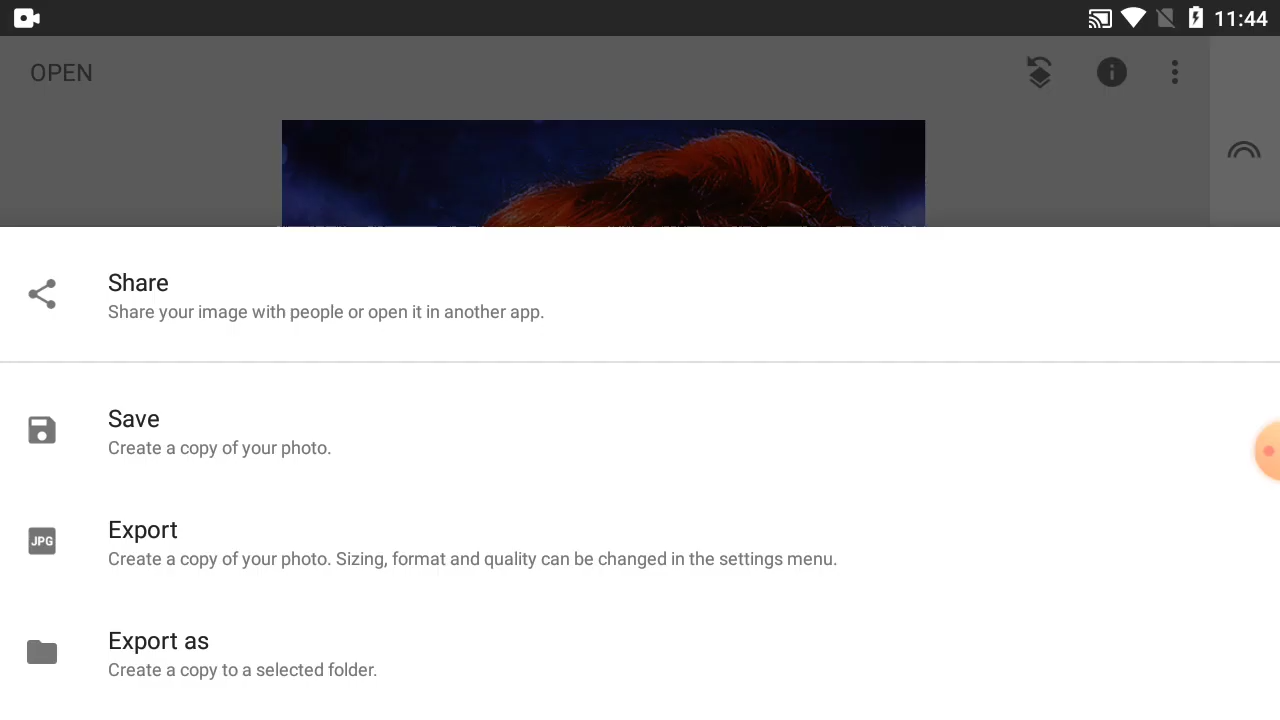 11:44
OPEN
Share
Share your image with people or open it in another app.
Save
Create a copy of your photo.
JPG
Export
Create a copy of your photo. Sizing, format and quality can be changed in the settings menu.
Export as
Create a copy to a selected folder.